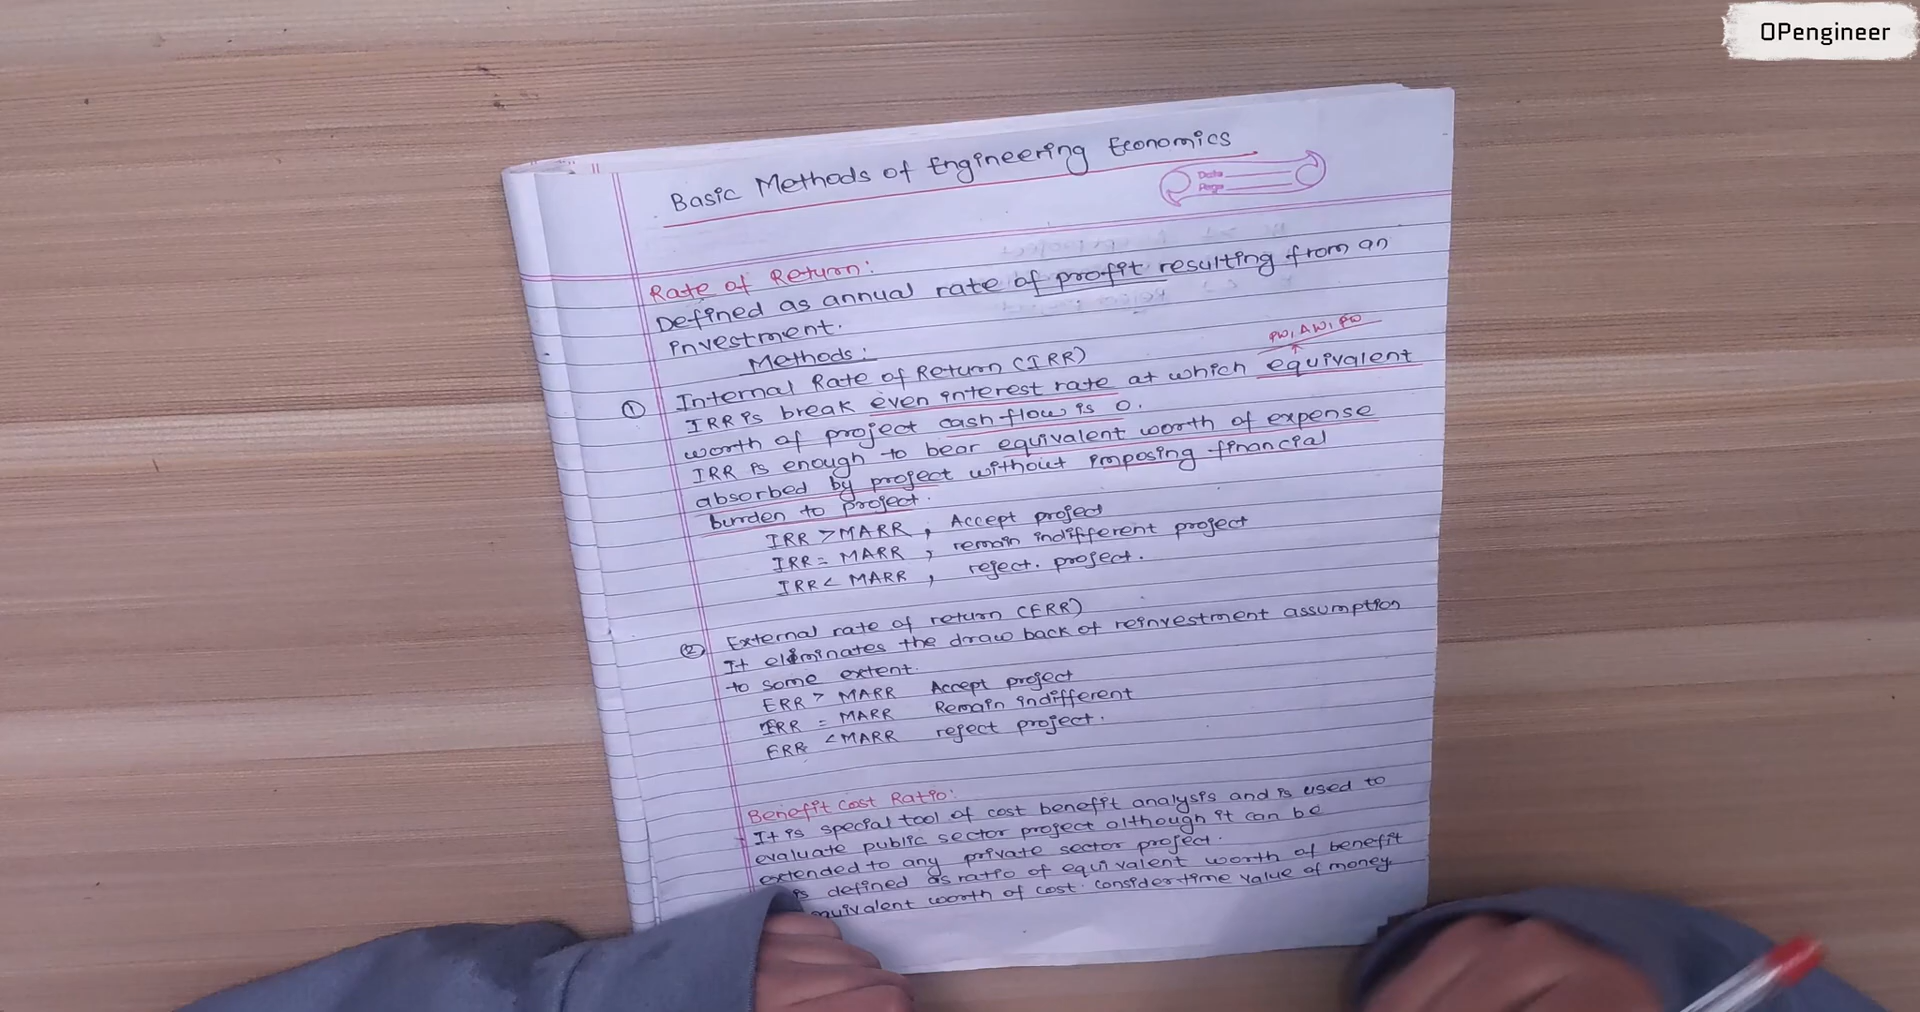 OPengineer
Basic Methods of Engineering Economics
Date
Page
Rate of Return:
Defined as annual rate of profit resulting from an
investment.
Methods:
PW, AW, FW
① Internal Rate of Return (IRR)
IRR is break even interest rate at which equivalent
worth of project cash flow is 0.
IRR is enough to bear equivalent worth of expense
absorbed by project without imposing financial
burden to project.
IRR > MARR, Accept project
IRR = MARR, remain indifferent project
IRR < MARR, reject. project.
② External rate of return (ERR)
It eliminates the draw back of reinvestment assumption
to some extent.
ERR > MARR Accept project
ERR = MARR Remain indifferent
ERR < MARR reject project.
Benefit Cost Ratio:
It is special tool of cost benefit analysis and is used to
evaluate public sector project although it can be
extended to any private sector project.
is defined as ratio of equivalent worth of benefit
worth of cost. consider time value of money